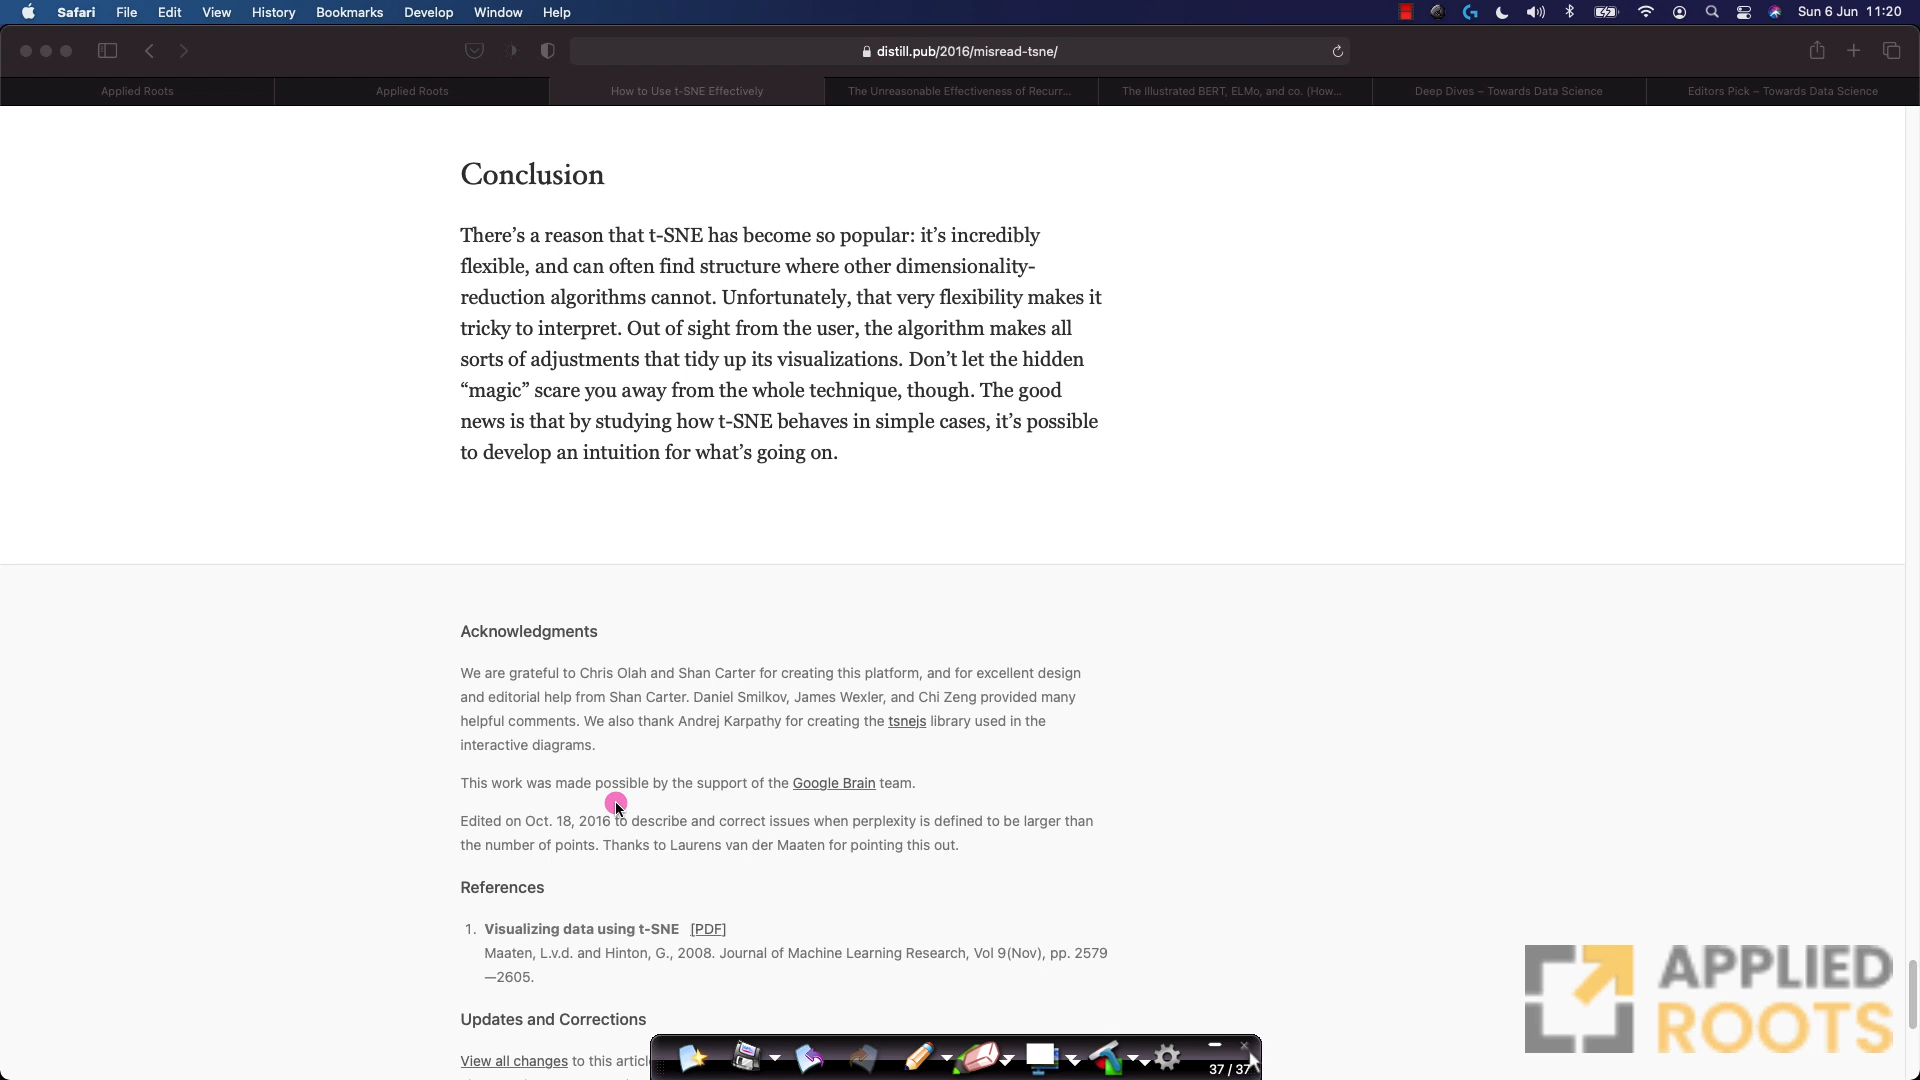 Safari File Edit View History Bookmarks Develop Window Help Sun 6 Jun 11:20
distill.pub/2016/misread-tsne/
Applied Roots Applied Roots How to Use t-SNE Effectively The Unreasonable Effectiveness of Recurr... The Illustrated BERT, ELMo, and co. (How... Deep Dives – Towards Data Science Editors Pick – Towards Data Science
Conclusion
There’s a reason that t-SNE has become so popular: it’s incredibly
flexible, and can often find structure where other dimensionality-
reduction algorithms cannot. Unfortunately, that very flexibility makes it
tricky to interpret. Out of sight from the user, the algorithm makes all
sorts of adjustments that tidy up its visualizations. Don’t let the hidden
“magic” scare you away from the whole technique, though. The good
news is that by studying how t-SNE behaves in simple cases, it’s possible
to develop an intuition for what’s going on.
Acknowledgments
We are grateful to Chris Olah and Shan Carter for creating this platform, and for excellent design
and editorial help from Shan Carter. Daniel Smilkov, James Wexler, and Chi Zeng provided many
helpful comments. We also thank Andrej Karpathy for creating the tsnejs library used in the
interactive diagrams.
This work was made possible by the support of the Google Brain team.
Edited on Oct. 18, 2016 to describe and correct issues when perplexity is defined to be larger than
the number of points. Thanks to Laurens van der Maaten for pointing this out.
References
1. Visualizing data using t-SNE [PDF]
Maaten, L.v.d. and Hinton, G., 2008. Journal of Machine Learning Research, Vol 9(Nov), pp. 2579
—2605.
Updates and Corrections
View all changes to this article
37 / 37
APPLIED
ROOTS